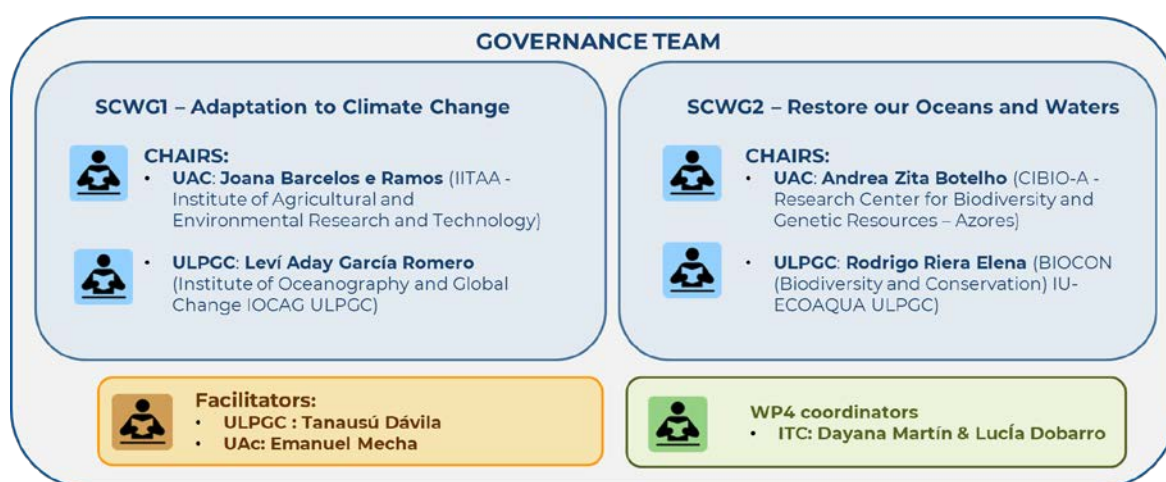 GOVERNANCE TEAM
SCWG1 – Adaptation to Climate Change
CHAIRS:
• UAC: Joana Barcelos e Ramos (IITAA -
Institute of Agricultural and
Environmental Research and Technology)
• ULPGC: Leví Aday García Romero
(Institute of Oceanography and Global
Change IOCAG ULPGC)
SCWG2 – Restore our Oceans and Waters
CHAIRS:
• UAC: Andrea Zita Botelho (CIBIO-A -
Research Center for Biodiversity and
Genetic Resources – Azores)
• ULPGC: Rodrigo Riera Elena (BIOCON
(Biodiversity and Conservation) IU-
ECOAQUA ULPGC)
Facilitators:
• ULPGC : Tanausú Dávila
• UAc: Emanuel Mecha
WP4 coordinators
• ITC: Dayana Martín & LucÍa Dobarro